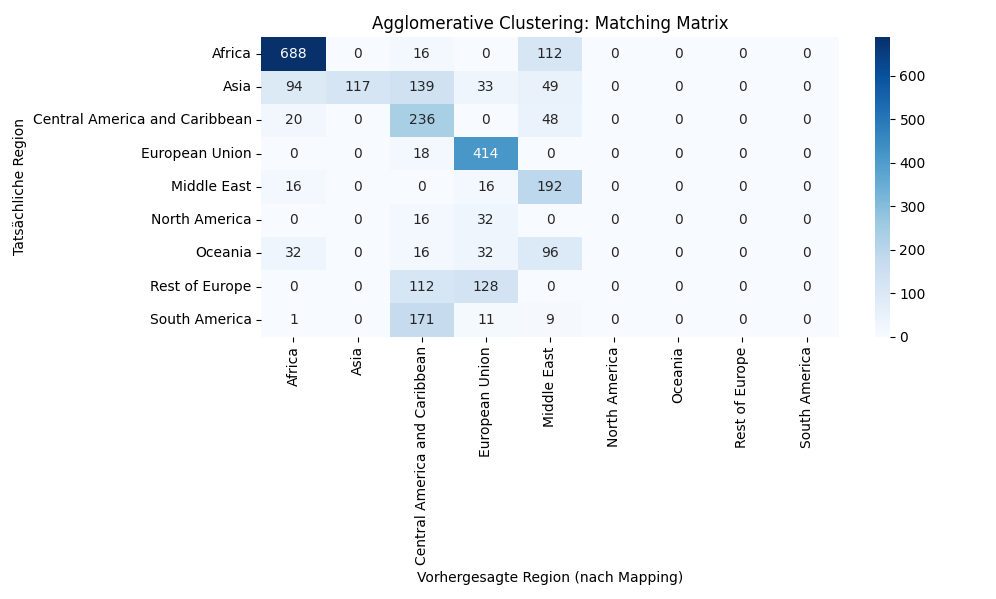 Agglomerative Clustering: Matching Matrix
Tatsächliche Region
Africa 688 0 16 0 112 0 0 0 0
Asia 94 117 139 33 49 0 0 0 0
Central America and Caribbean 20 0 236 0 48 0 0 0 0
European Union 0 0 18 414 0 0 0 0 0
Middle East 16 0 0 16 192 0 0 0 0
North America 0 0 16 32 0 0 0 0 0
Oceania 32 0 16 32 96 0 0 0 0
Rest of Europe 0 0 112 128 0 0 0 0 0
South America 1 0 171 11 9 0 0 0 0
Africa
Asia
Central America and Caribbean
European Union
Middle East
North America
Oceania
Rest of Europe
South America
Vorhergesagte Region (nach Mapping)
600
500
400
300
200
100
0